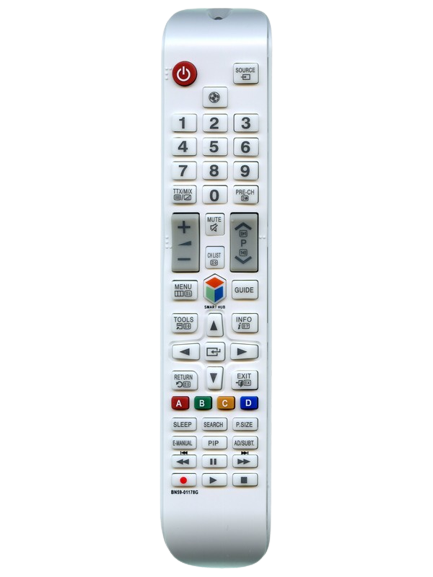 SOURCE
1 2 3
4 5 6
7 8 9
TTX/MIX 0 PRE-CH
MUTE
+ P
− CH LIST
MENU GUIDE
SMART HUB
TOOLS INFO
RETURN EXIT
A B C D
SLEEP SEARCH P.SIZE
E-MANUAL PIP AD/SUBT.
BN59-01178G